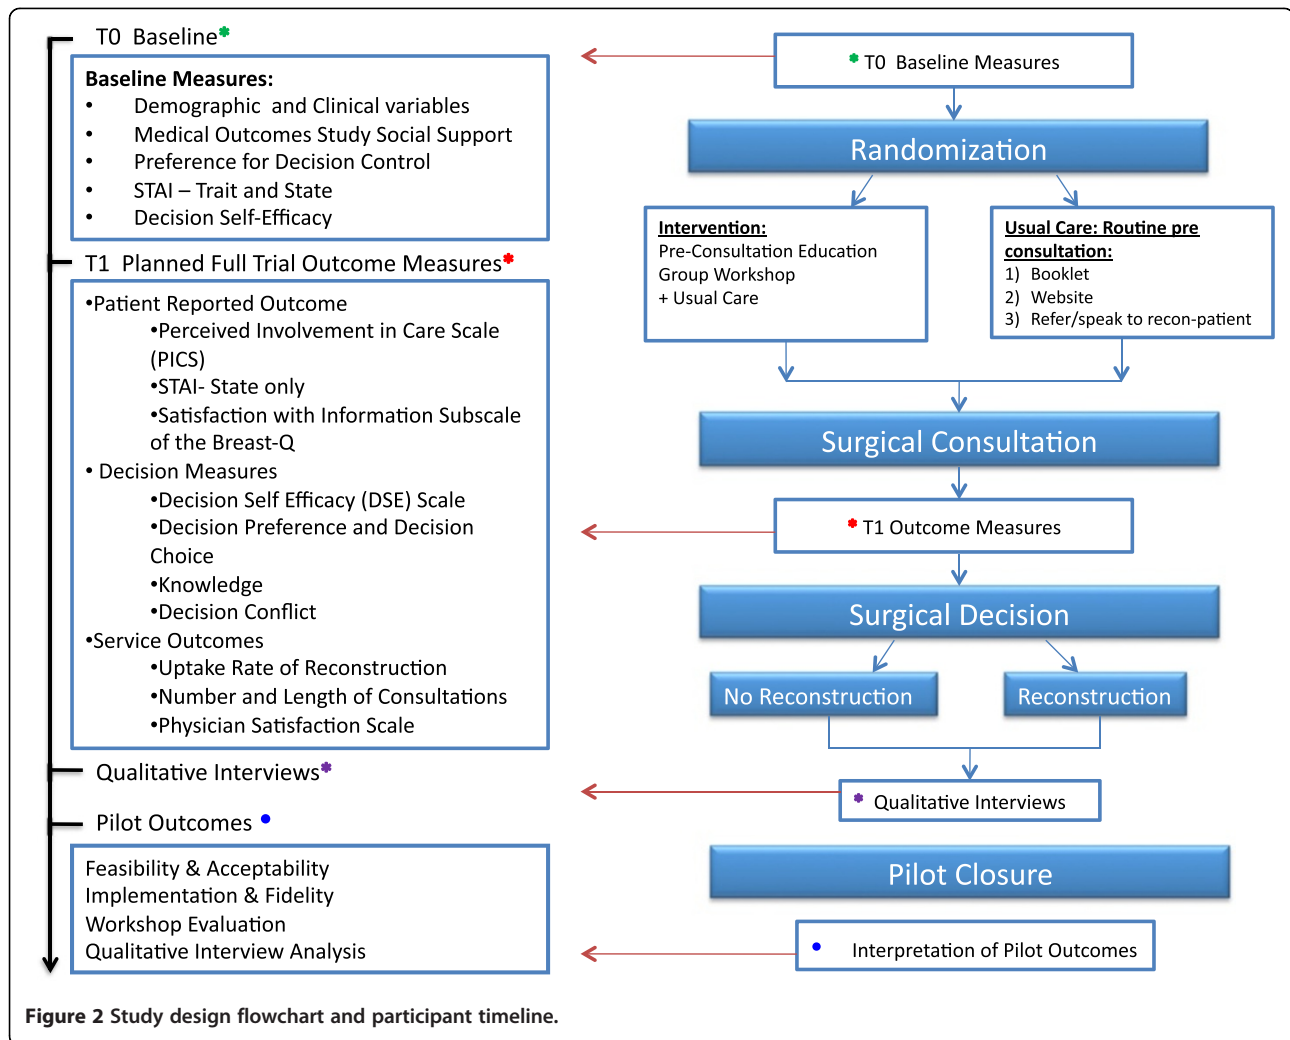 T0 Baseline*
Baseline Measures:
• Demographic and Clinical variables
• Medical Outcomes Study Social Support
• Preference for Decision Control
• STAI – Trait and State
• Decision Self-Efficacy
T1 Planned Full Trial Outcome Measures*
•Patient Reported Outcome
•Perceived Involvement in Care Scale
(PICS)
•STAI- State only
•Satisfaction with Information Subscale
of the Breast-Q
• Decision Measures
•Decision Self Efficacy (DSE) Scale
•Decision Preference and Decision
Choice
•Knowledge
•Decision Conflict
•Service Outcomes
•Uptake Rate of Reconstruction
•Number and Length of Consultations
•Physician Satisfaction Scale
Qualitative Interviews*
Pilot Outcomes •
Feasibility & Acceptability
Implementation & Fidelity
Workshop Evaluation
Qualitative Interview Analysis
* T0 Baseline Measures
Randomization
Intervention:
Pre-Consultation Education
Group Workshop
+ Usual Care
Usual Care: Routine pre
consultation:
1) Booklet
2) Website
3) Refer/speak to recon-patient
Surgical Consultation
* T1 Outcome Measures
Surgical Decision
No Reconstruction
Reconstruction
* Qualitative Interviews
Pilot Closure
• Interpretation of Pilot Outcomes
Figure 2 Study design flowchart and participant timeline.